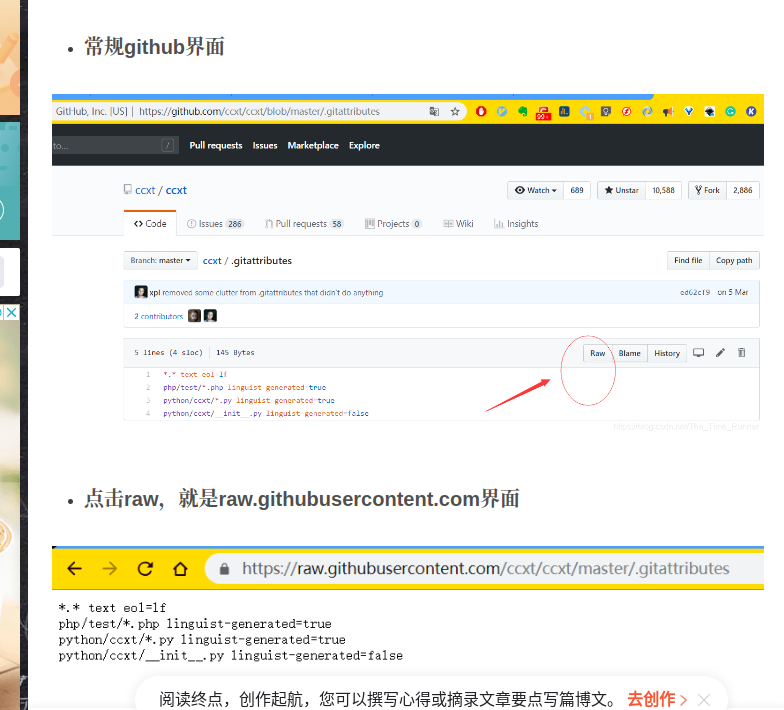 常规github界面
GitHub, Inc. [US] | https://github.com/ccxt/ccxt/blob/master/.gitattributes
99+
1
to... /
Pull requests Issues Marketplace Explore
ccxt / ccxt
Watch 689 Unstar 10,588 Fork 2,886
Code Issues 286 Pull requests 58 Projects 0 Wiki Insights
Branch: master ccxt / .gitattributes Find file Copy path
xpl removed some clutter from .gitattributes that didn't do anything ed62cf9 on 5 Mar
2 contributors
5 lines (4 sloc) 145 Bytes Raw Blame History
1 *.* text eol=lf
2 php/test/*.php linguist-generated=true
3 python/ccxt/*.py linguist-generated=true
4 python/ccxt/__init__.py linguist-generated=false
https://blog.csdn.net/The_Time_Runner
点击raw，就是raw.githubusercontent.com界面
https://raw.githubusercontent.com/ccxt/ccxt/master/.gitattributes
*.* text eol=lf
php/test/*.php linguist-generated=true
python/ccxt/*.py linguist-generated=true
python/ccxt/__init__.py linguist-generated=false
阅读终点，创作起航，您可以撰写心得或摘录文章要点写篇博文。 去创作